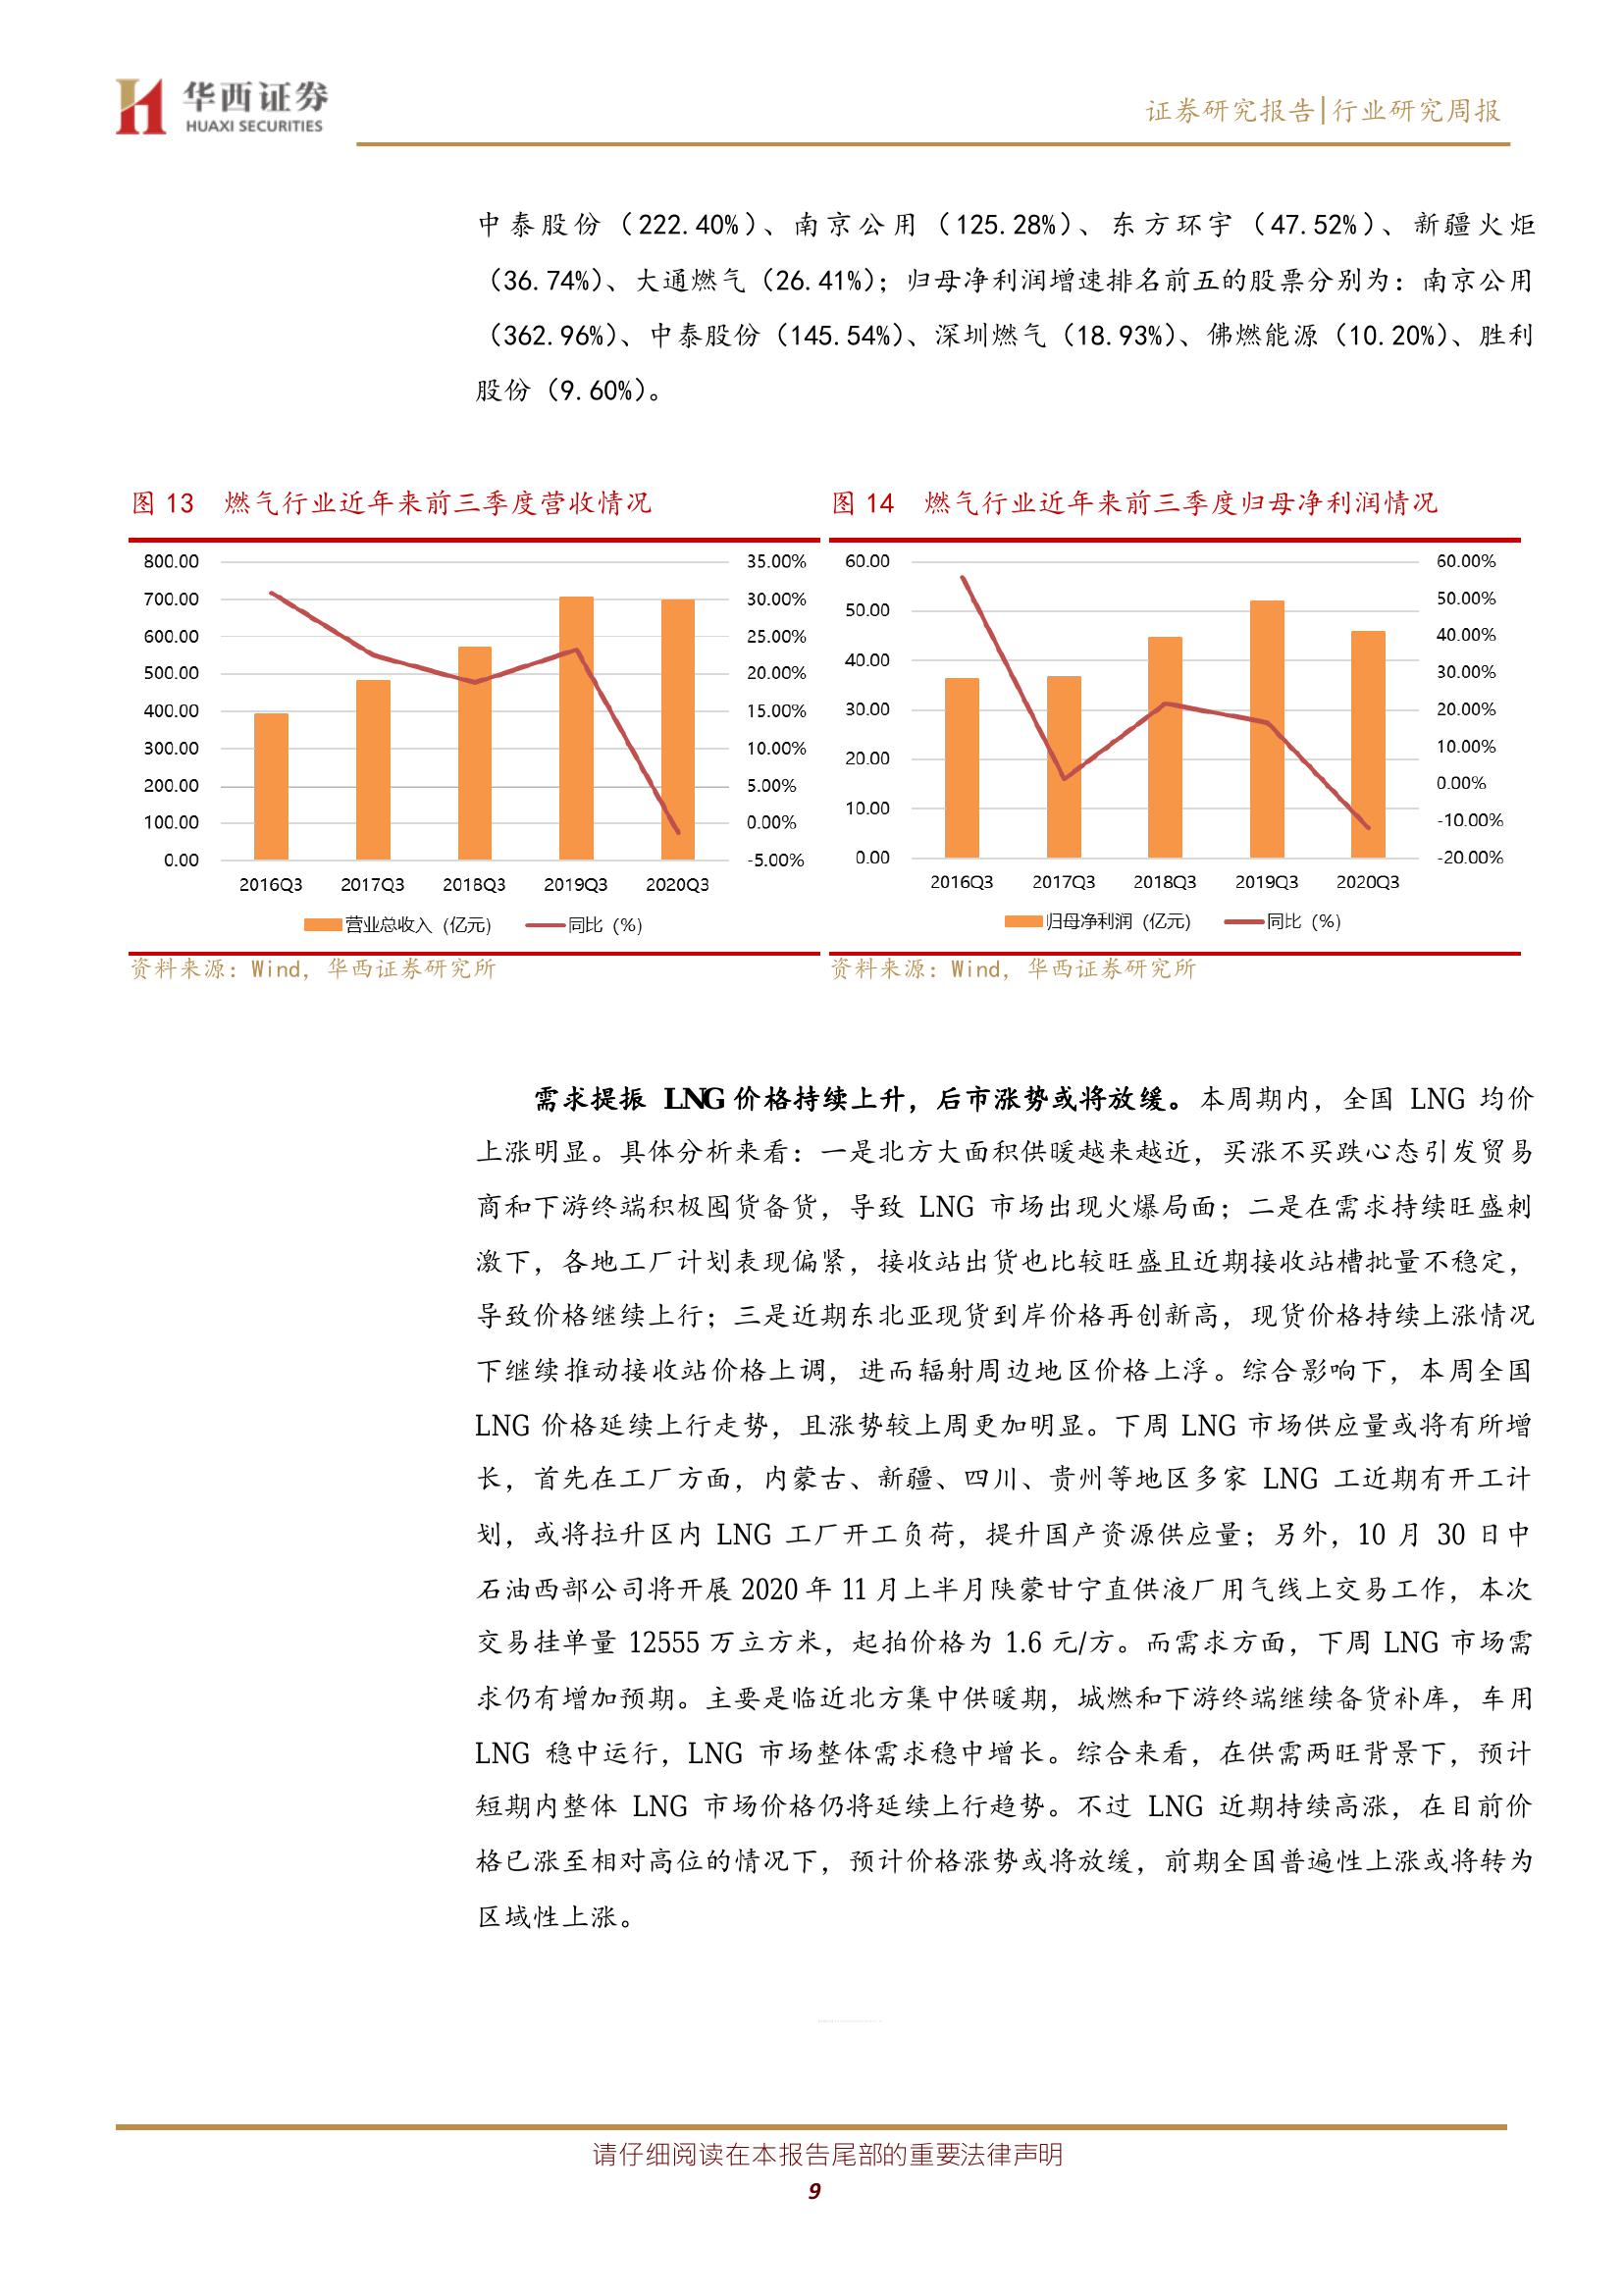 华西证券
HUAXI SECURITIES
证券研究报告|行业研究周报
中泰股份（222.40%）、南京公用（125.28%）、东方环宇（47.52%）、新疆火炬
（36.74%）、大通燃气（26.41%）；归母净利润增速排名前五的股票分别为：南京公用
（362.96%）、中泰股份（145.54%）、深圳燃气（18.93%）、佛燃能源（10.20%）、胜利
股份（9.60%）。
图 13 燃气行业近年来前三季度营收情况
800.00
700.00
600.00
500.00
400.00
300.00
200.00
100.00
0.00
35.00%
30.00%
25.00%
20.00%
15.00%
10.00%
5.00%
0.00%
-5.00%
2016Q3 2017Q3 2018Q3 2019Q3 2020Q3
营业总收入（亿元） 同比（%）
资料来源：Wind，华西证券研究所
图 14 燃气行业近年来前三季度归母净利润情况
60.00
50.00
40.00
30.00
20.00
10.00
0.00
60.00%
50.00%
40.00%
30.00%
20.00%
10.00%
0.00%
-10.00%
-20.00%
2016Q3 2017Q3 2018Q3 2019Q3 2020Q3
归母净利润（亿元） 同比（%）
资料来源：Wind，华西证券研究所
需求提振 LNG 价格持续上升，后市涨势或将放缓。本周期内，全国 LNG 均价
上涨明显。具体分析来看：一是北方大面积供暖越来越近，买涨不买跌心态引发贸易
商和下游终端积极囤货备货，导致 LNG 市场出现火爆局面；二是在需求持续旺盛刺
激下，各地工厂计划表现偏紧，接收站出货也比较旺盛且近期接收站槽批量不稳定，
导致价格继续上行；三是近期东北亚现货到岸价格再创新高，现货价格持续上涨情况
下继续推动接收站价格上调，进而辐射周边地区价格上浮。综合影响下，本周全国
LNG 价格延续上行走势，且涨势较上周更加明显。下周 LNG 市场供应量或将有所增
长，首先在工厂方面，内蒙古、新疆、四川、贵州等地区多家 LNG 工近期有开工计
划，或将拉升区内 LNG 工厂开工负荷，提升国产资源供应量；另外，10 月 30 日中
石油西部公司将开展 2020 年 11 月上半月陕蒙甘宁直供液厂用气线上交易工作，本次
交易挂单量 12555 万立方米，起拍价格为 1.6 元/方。而需求方面，下周 LNG 市场需
求仍有增加预期。主要是临近北方集中供暖期，城燃和下游终端继续备货补库，车用
LNG 稳中运行，LNG 市场整体需求稳中增长。综合来看，在供需两旺背景下，预计
短期内整体 LNG 市场价格仍将延续上行趋势。不过 LNG 近期持续高涨，在目前价
格已涨至相对高位的情况下，预计价格涨势或将放缓，前期全国普遍性上涨或将转为
区域性上涨。
请仔细阅读在本报告尾部的重要法律声明
9